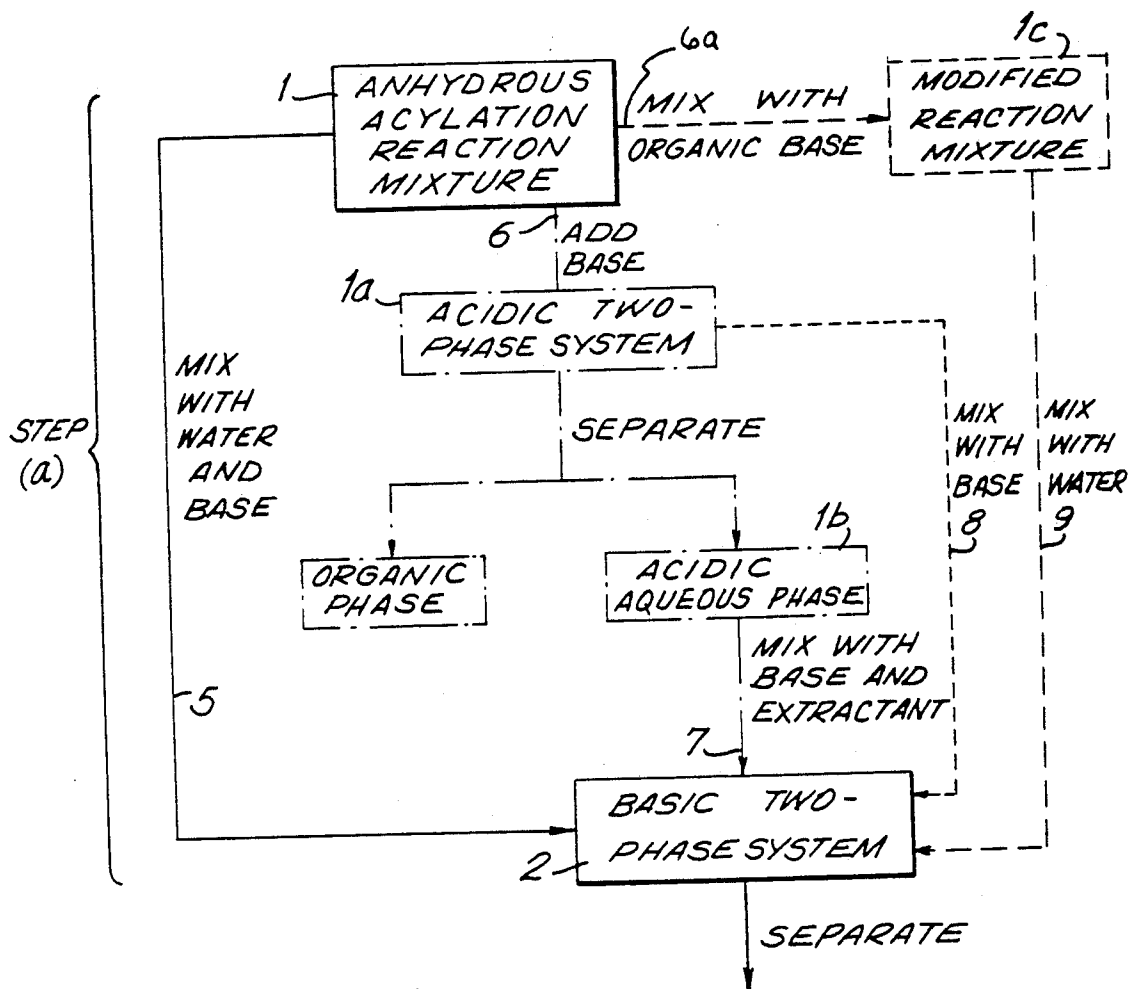 6a
1c
1
ANHYDROUS
ACYLATION
REACTION
MIXTURE
MIX WITH
ORGANIC BASE
MODIFIED
REACTION
MIXTURE
6
ADD
BASE
1a
ACIDIC TWO-
PHASE SYSTEM
MIX
WITH
WATER
AND
BASE
STEP
(a)
SEPARATE
MIX
WITH
BASE
8
MIX
WITH
WATER
9
ORGANIC
PHASE
1b
ACIDIC
AQUEOUS PHASE
MIX WITH
BASE AND
EXTRACTANT
5
7
BASIC TWO-
PHASE SYSTEM
2
SEPARATE